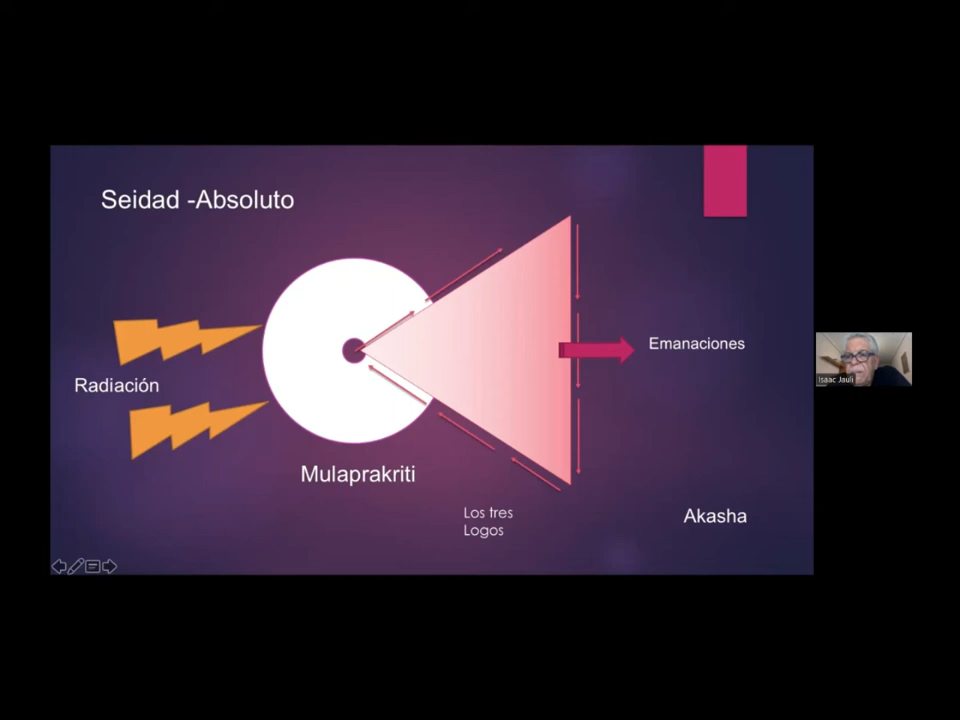 Seidad -Absoluto
Emanaciones
Radiación
Isaac Jauli
Mulaprakriti
Los tres
Logos
Akasha